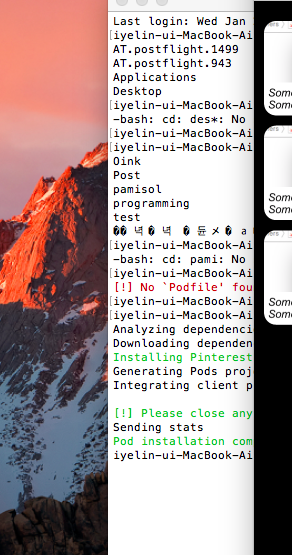 Last login: Wed Jan
[iyelin-ui-MacBook-Ai
AT.postflight.1499
AT.postflight.943
Applications
Desktop
[iyelin-ui-MacBook-Ai
-bash: cd: des*: No
[iyelin-ui-MacBook-Ai
[iyelin-ui-MacBook-Ai
Oink
Post
pamisol
programming
test
�� 녁� 녁 � 듄 メ� a
[iyelin-ui-MacBook-Ai
-bash: cd: pami: No
[iyelin-ui-MacBook-Ai
[!] No `Podfile' fou
[iyelin-ui-MacBook-Ai
[iyelin-ui-MacBook-Ai
Analyzing dependenci
Downloading dependen
Installing Pinterest
Generating Pods proj
Integrating client p
[!] Please close any
Sending stats
Pod installation com
iyelin-ui-MacBook-Ai
Some
Some
Some
Some
Some
Some